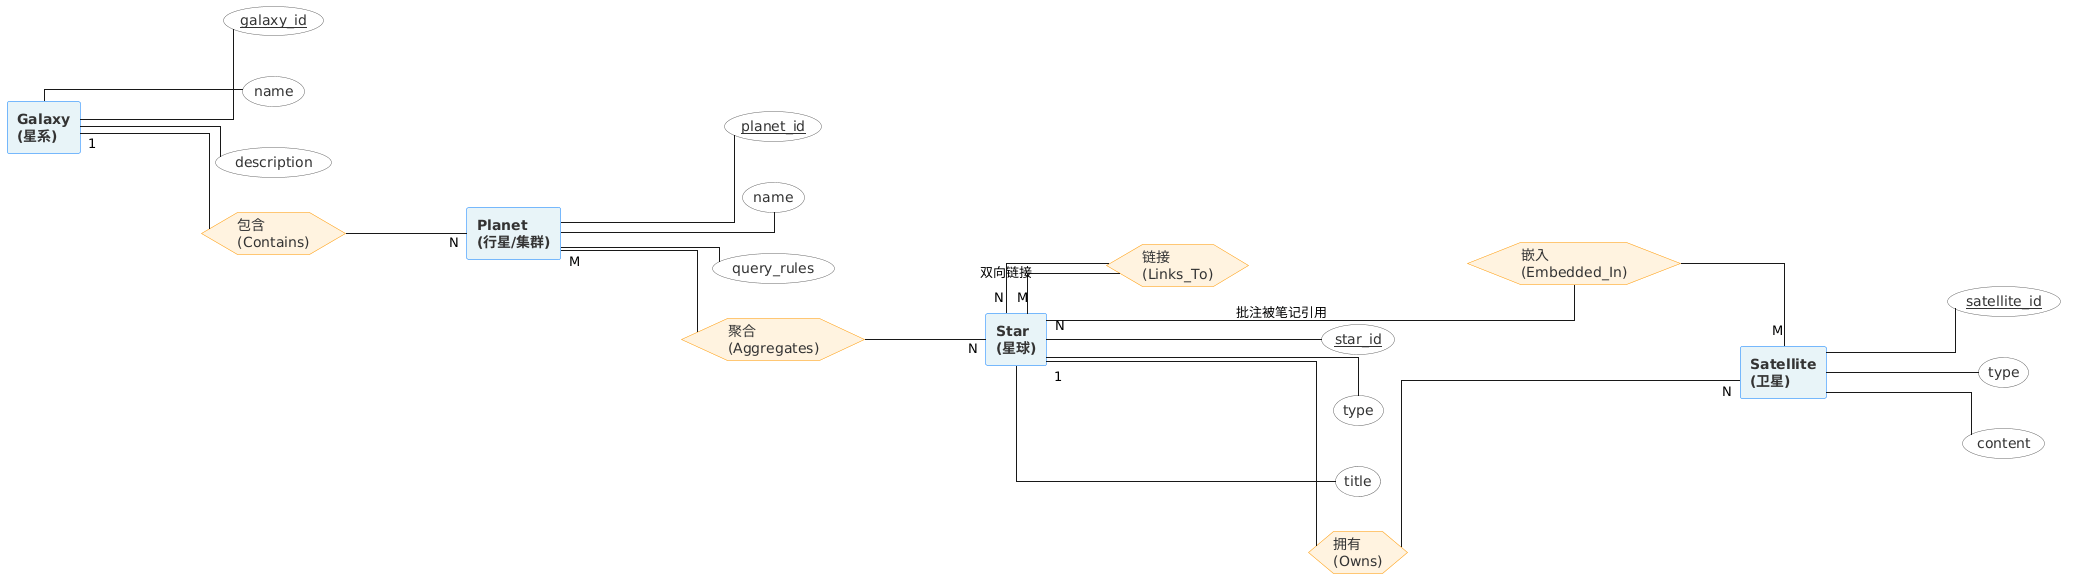 galaxy_id
name
Galaxy
(星系)
1
description
包含
(Contains)
N
Planet
(行星/集群)
planet_id
name
query_rules
M
聚合
(Aggregates)
N
双向链接
链接
(Links_To)
N
M
Star
(星球)
N
批注被笔记引用
嵌入
(Embedded_In)
star_id
1
type
title
拥有
(Owns)
M
N
Satellite
(卫星)
satellite_id
type
content